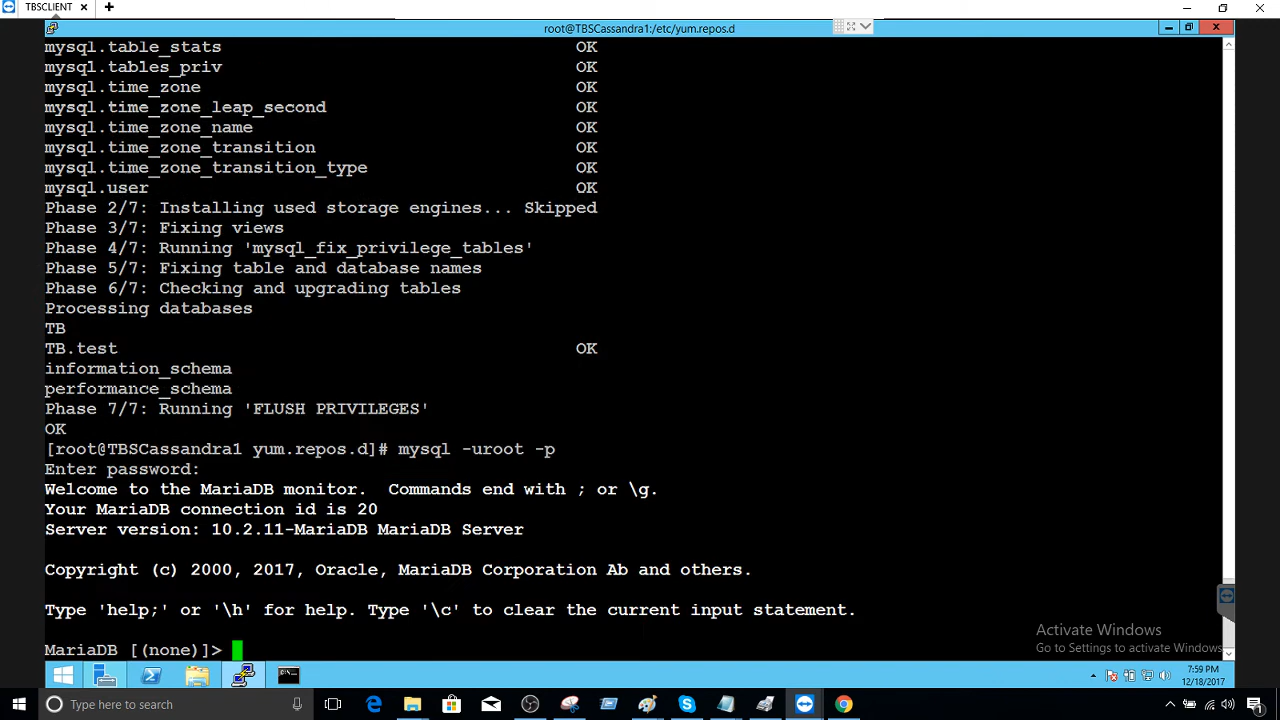 TBSCLIENT
root@TBSCassandra1:/etc/yum.repos.d
mysql.table_stats OK
mysql.tables_priv OK
mysql.time_zone OK
mysql.time_zone_leap_second OK
mysql.time_zone_name OK
mysql.time_zone_transition OK
mysql.time_zone_transition_type OK
mysql.user OK
Phase 2/7: Installing used storage engines... Skipped
Phase 3/7: Fixing views
Phase 4/7: Running 'mysql_fix_privilege_tables'
Phase 5/7: Fixing table and database names
Phase 6/7: Checking and upgrading tables
Processing databases
TB
TB.test OK
information_schema
performance_schema
Phase 7/7: Running 'FLUSH PRIVILEGES'
OK
[root@TBSCassandra1 yum.repos.d]# mysql -uroot -p
Enter password:
Welcome to the MariaDB monitor.  Commands end with ; or \g.
Your MariaDB connection id is 20
Server version: 10.2.11-MariaDB MariaDB Server
Copyright (c) 2000, 2017, Oracle, MariaDB Corporation Ab and others.
Type 'help;' or '\h' for help. Type '\c' to clear the current input statement.
MariaDB [(none)]>
Activate Windows
Go to Settings to activate Windows
7:59 PM
12/18/2017
Type here to search